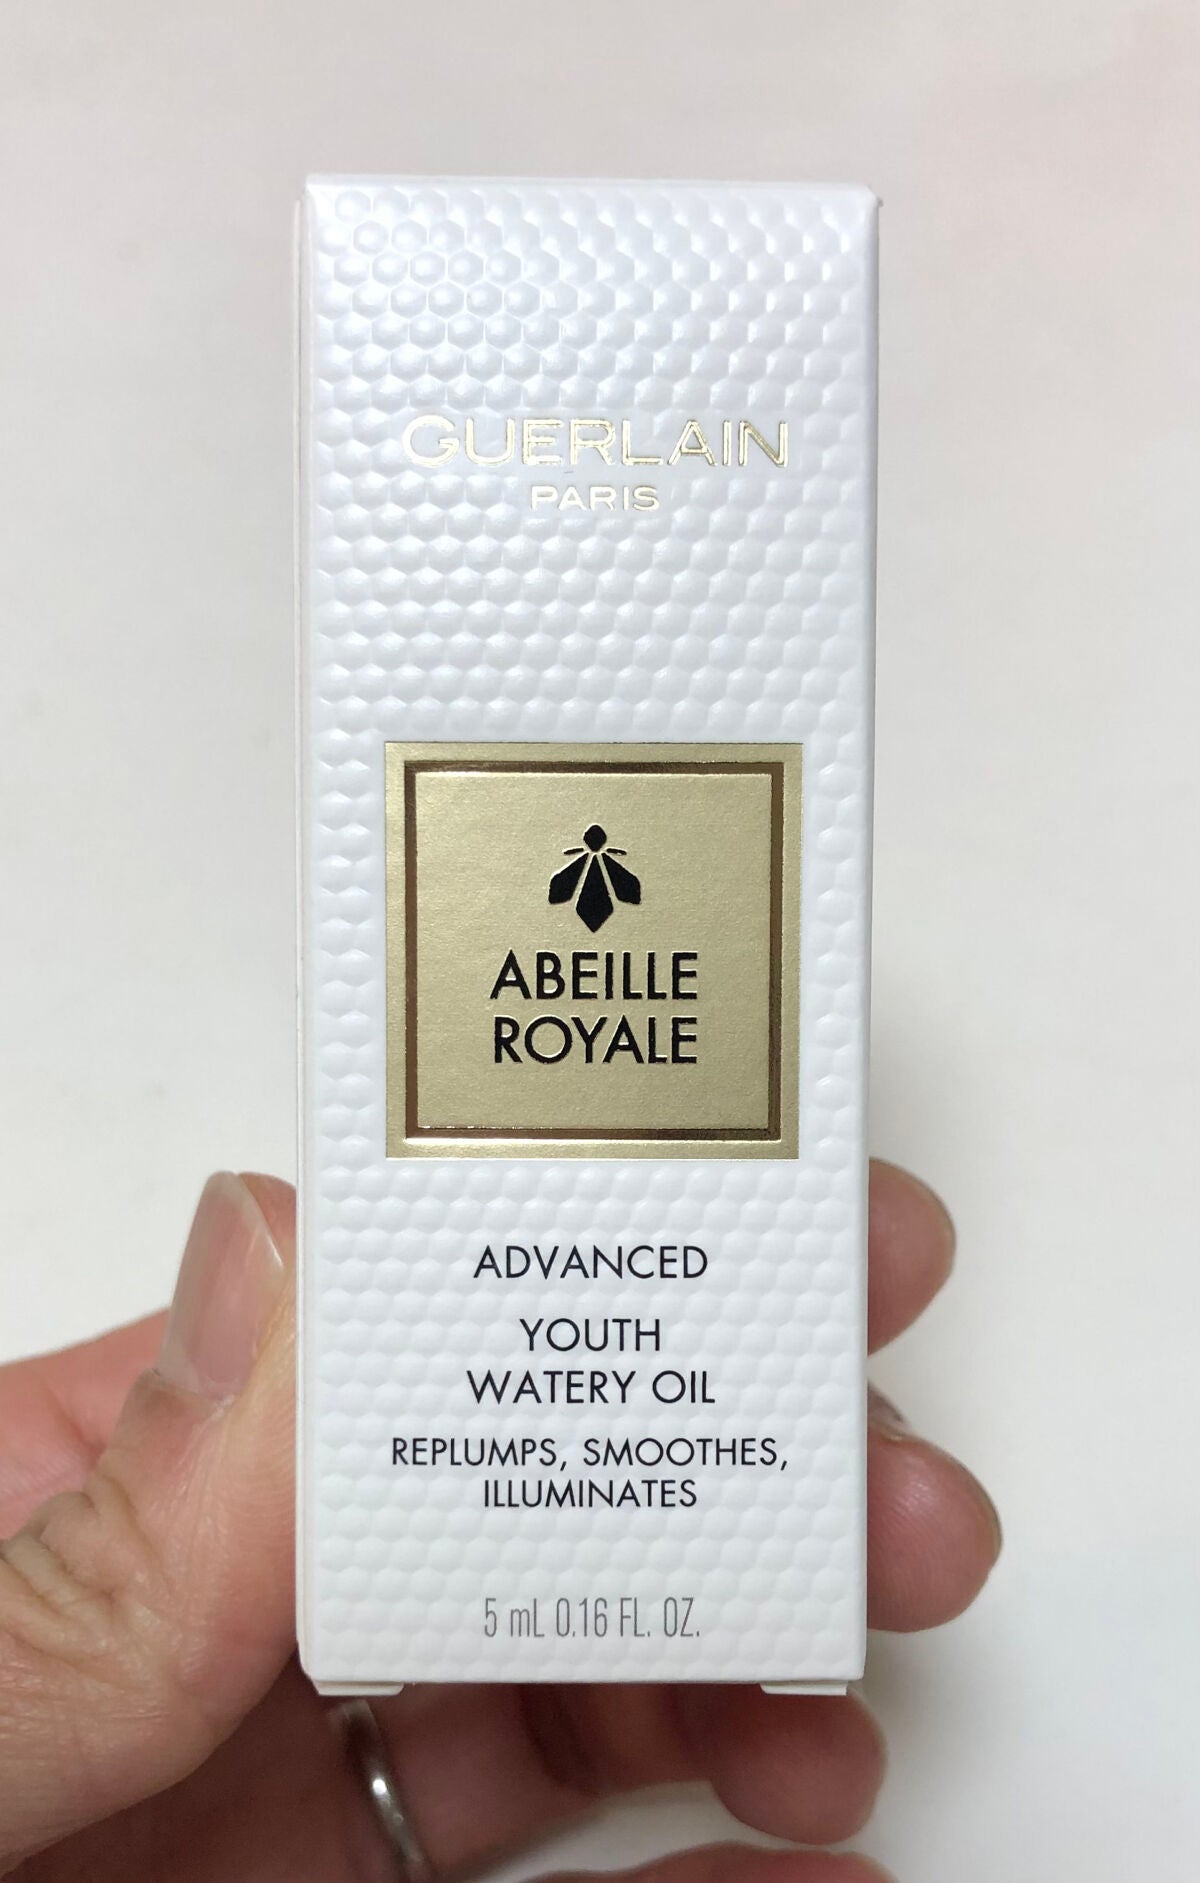 GUERLAIN
PARIS
ABEILLE
ROYALE
ADVANCED
YOUTH
WATERY OIL
REPLUMPS, SMOOTHES,
ILLUMINATES
5 mL 0.16 FL. OZ.